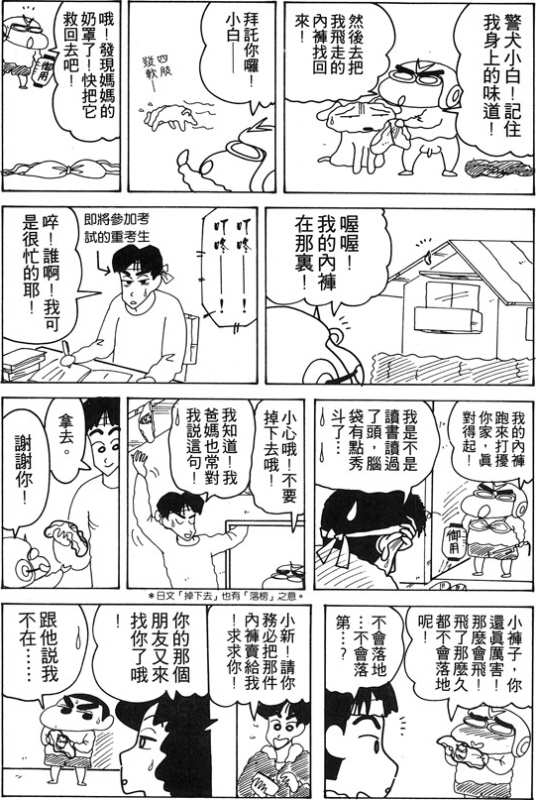 警犬小白！記住
我身上的味道！
然後去把
我飛走的
內褲找回
來！
拜託你囉！
小白——
四肢
發軟——
哦！發現媽媽的
奶罩了！快把它
救回去吧！
御用
喔喔！
我的內褲
在那裏！
叮咚——！
叮咚——！
即將參加考
試的重考生
啐！誰啊！我可
是很忙的耶！
我的內褲
跑來打擾
你家，眞
對得起！
御用
我是不是
讀書讀過
了頭，腦
袋有點秀
斗了…
小心哦！不要
掉下去哦！
我知道！我
爸媽也常對
我說這句！
＊日文「掉下去」也有「落榜」之意。
拿去。
謝謝你！
小褲子，你
還眞厲害！
那麼會飛！
飛了那麼久
都不會落地
呢！
不會落地
…不會落
第…?
小新！請你
務必把那件
內褲賣給我
！求求你！
你的那個
朋友又來
找你了哦
！
跟他說我
不在……